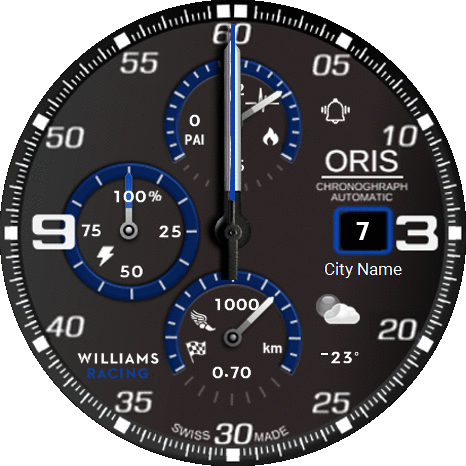 60
55
05
50
10
0
PAI
ORIS
CHRONOGHRAPH
AUTOMATIC
100%
75
25
50
9
7
3
City Name
1000
km
0.70
-23°
40
20
WILLIAMS
RACING
35
25
SWISS 30 MADE